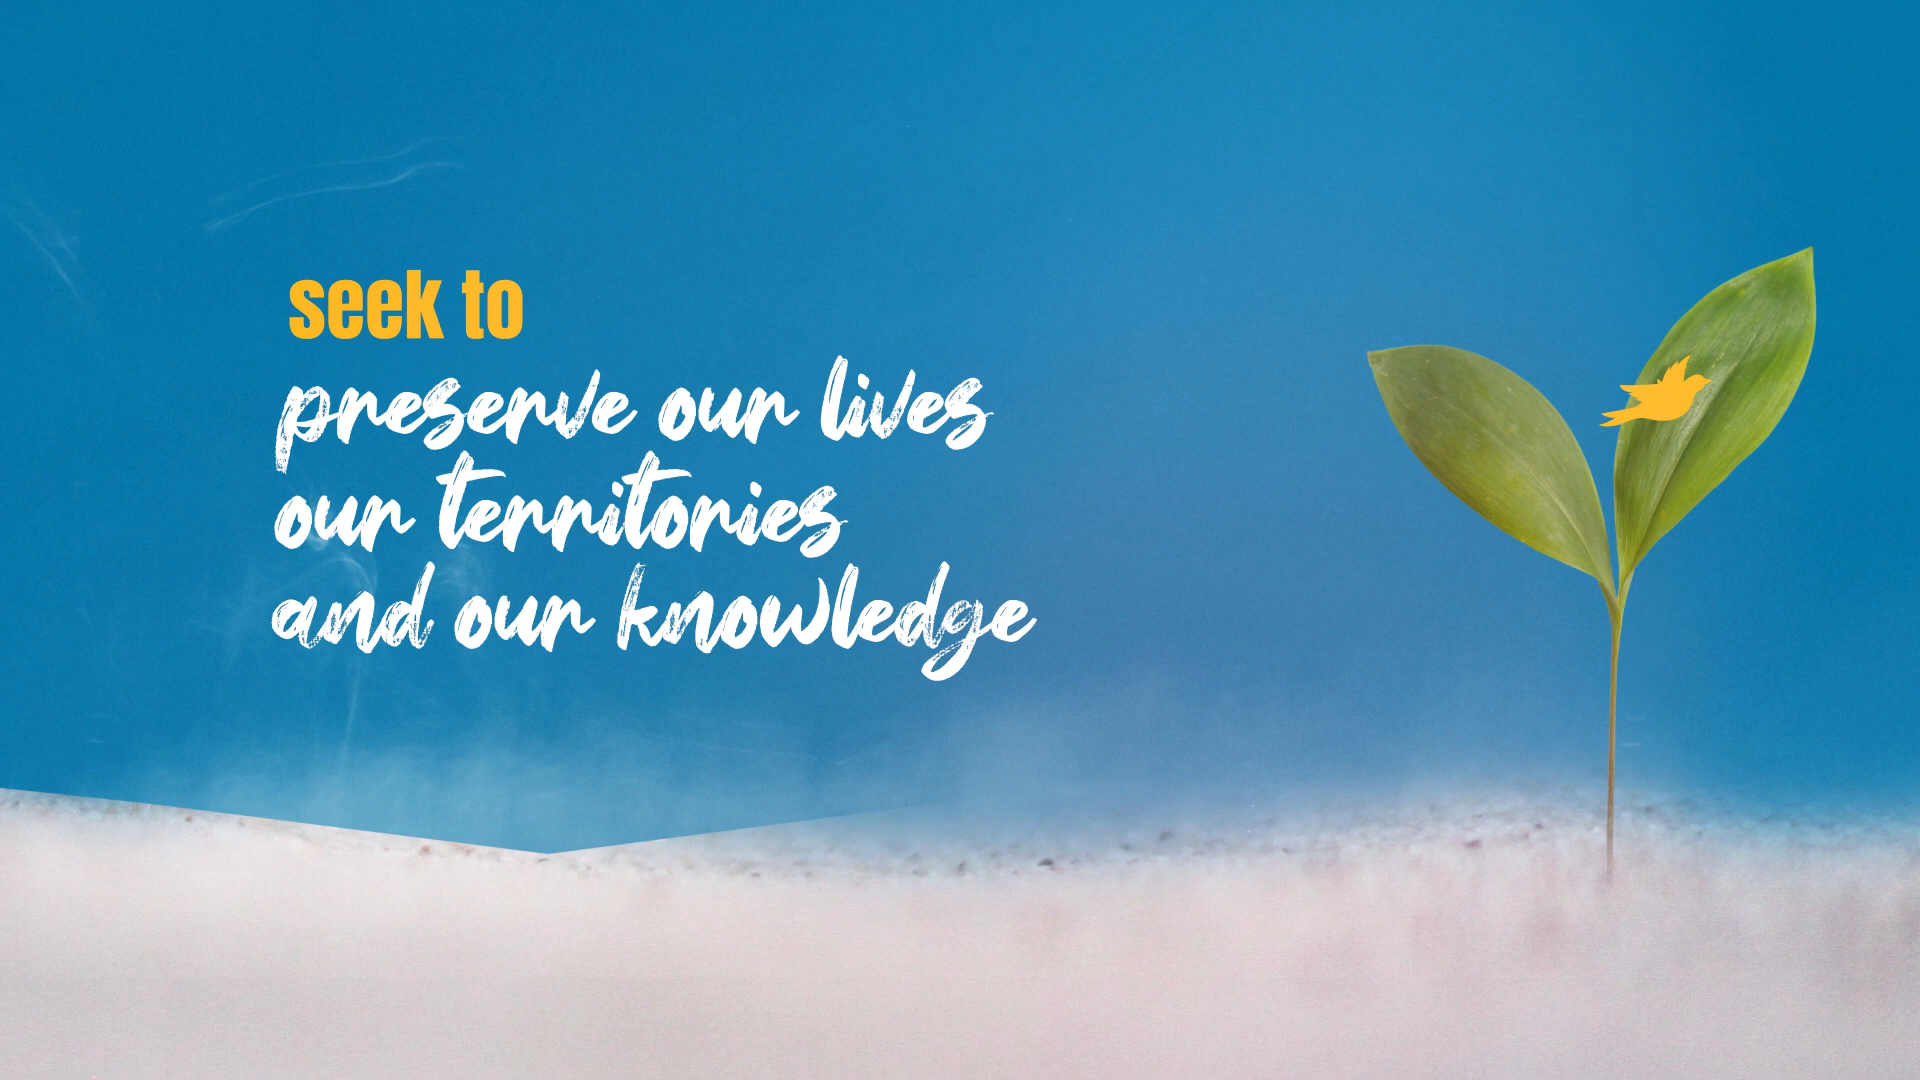 seek to
preserve our lives
our territories
and our knowledge